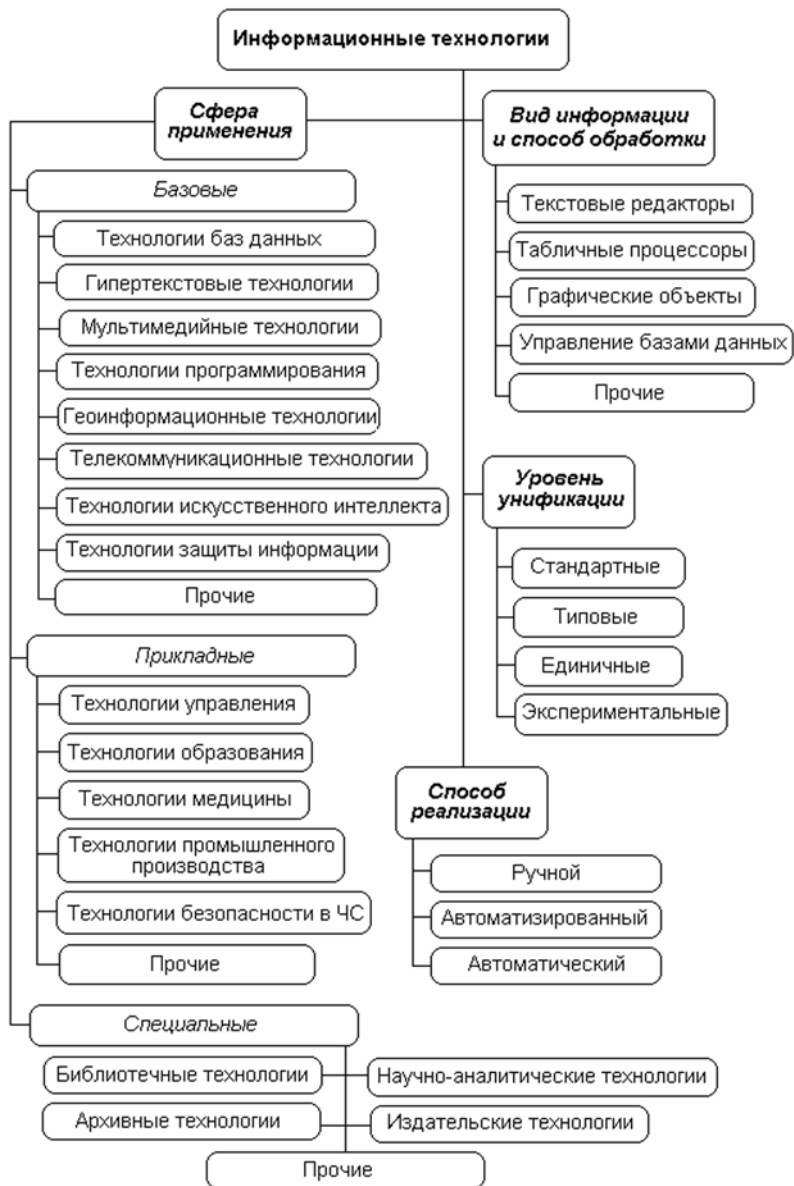 Информационные технологии
Сфера
применения
Базовые
Технологии баз данных
Гипертекстовые технологии
Мультимедийные технологии
Технологии программирования
Геоинформационные технологии
Телекоммуникационные технологии
Технологии искусственного интеллекта
Технологии защиты информации
Прочие
Прикладные
Технологии управления
Технологии образования
Технологии медицины
Технологии промышленного
производства
Технологии безопасности в ЧС
Прочие
Специальные
Библиотечные технологии
Научно-аналитические технологии
Архивные технологии
Издательские технологии
Прочие
Вид информации
и способ обработки
Текстовые редакторы
Табличные процессоры
Графические объекты
Управление базами данных
Прочие
Уровень
унификации
Стандартные
Типовые
Единичные
Экспериментальные
Способ
реализации
Ручной
Автоматизированный
Автоматический